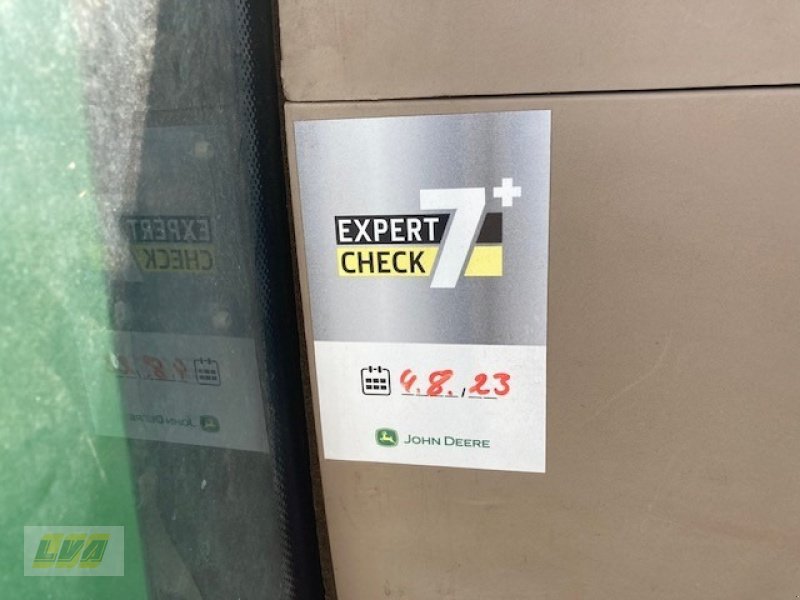 EXPERT
CHECK 7+
4.8.23
JOHN DEERE
LVA